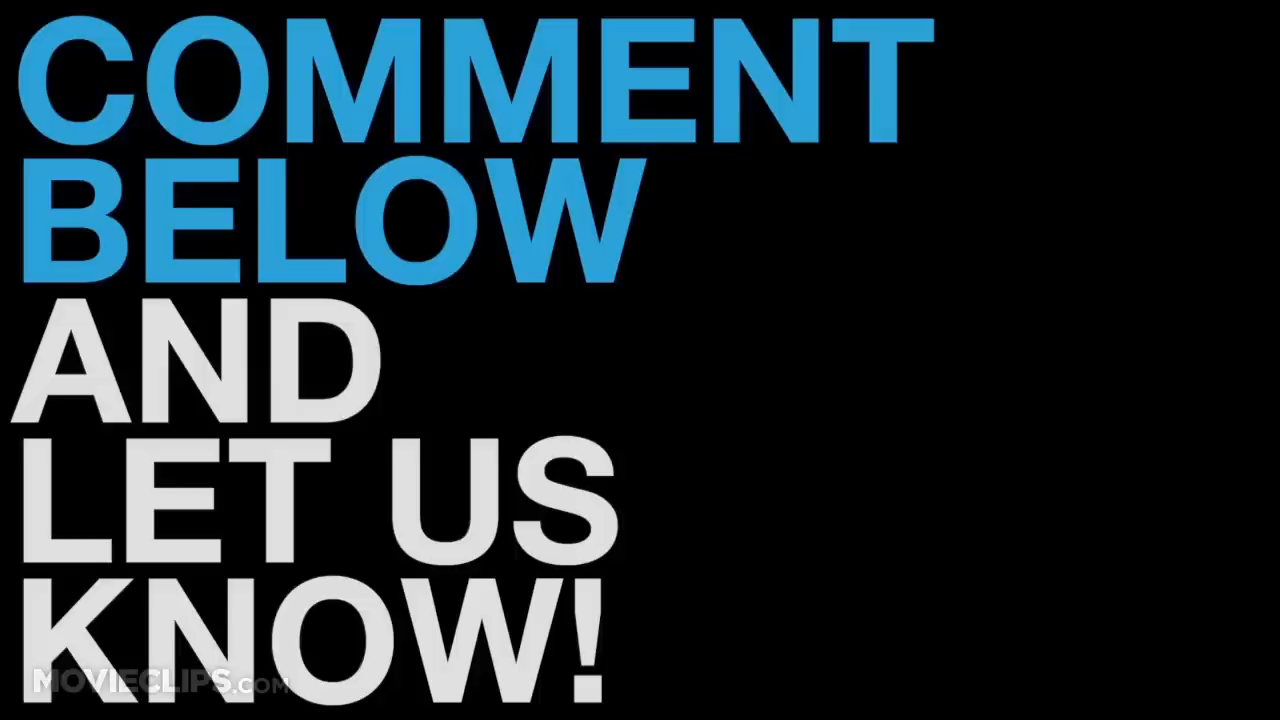 COMMENT
BELOW
AND
LET US
KNOW!
MOVIECLIPS.COM